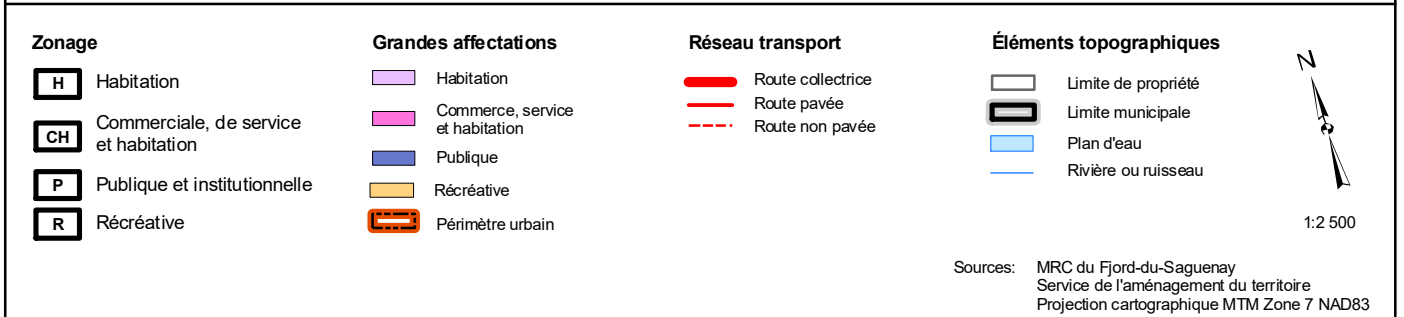 Zonage
H
Habitation
CH
Commerciale, de service
et habitation
P
Publique et institutionnelle
R
Récréative
Grandes affectations
Habitation
Commerce, service
et habitation
Publique
Récréative
Périmètre urbain
Réseau transport
Route collectrice
Route pavée
Route non pavée
Éléments topographiques
Limite de propriété
Limite municipale
Plan d'eau
Rivière ou ruisseau
N
1:2 500
Sources: MRC du Fjord-du-Saguenay
Service de l'aménagement du territoire
Projection cartographique MTM Zone 7 NAD83